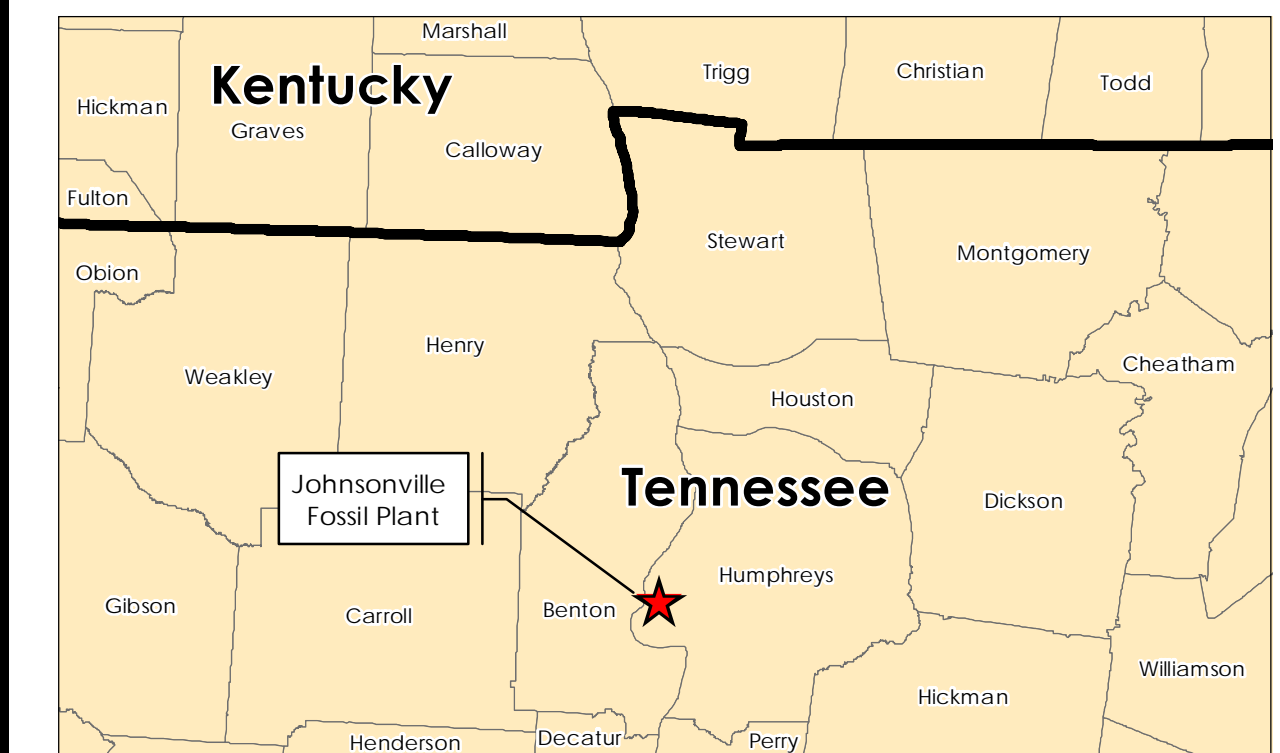 Marshall
Trigg
Christian
Todd
Kentucky
Hickman
Graves
Calloway
Fulton
Stewart
Montgomery
Obion
Henry
Cheatham
Weakley
Houston
Johnsonville
Fossil Plant
Tennessee
Dickson
Humphreys
Gibson
Carroll
Benton
Williamson
Hickman
Henderson
Decatur
Perry